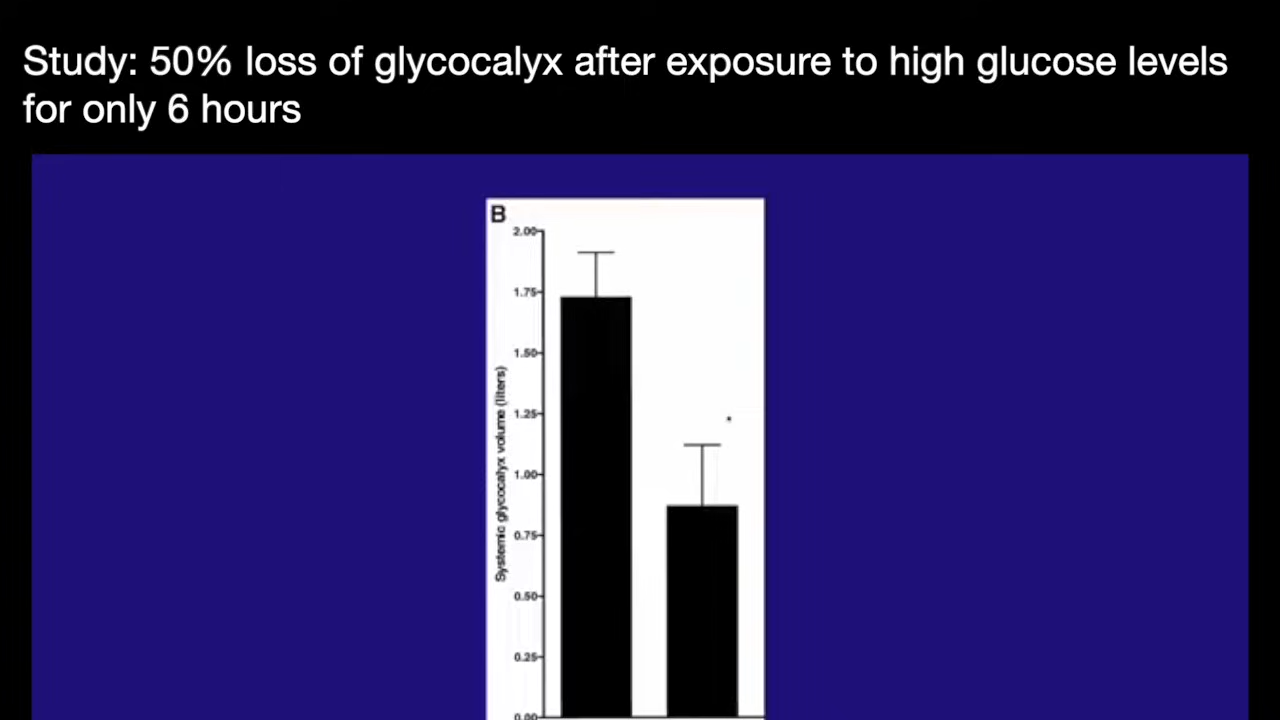 Study: 50% loss of glycocalyx after exposure to high glucose levels
for only 6 hours
B
2.00
1.75
1.50
1.25
1.00
0.75
0.50
0.25
0.00
Systemic glycocalyx volume (liters)